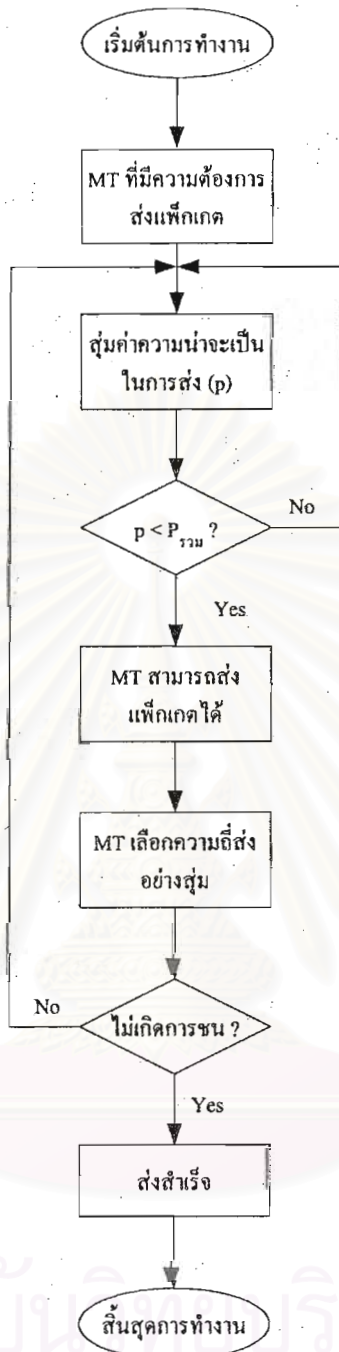 เริ่มต้นการทำงาน
MT ที่มีความต้องการ
ส่งแพ็กเกต
สุ่มค่าความน่าจะเป็น
ในการส่ง (p)
p < Pรวม ?
No
Yes
MT สามารถส่ง
แพ็กเกตได้
MT เลือกความถี่ส่ง
อย่างสุ่ม
No
ไม่เกิดการชน ?
Yes
ส่งสำเร็จ
สิ้นสุดการทำงาน